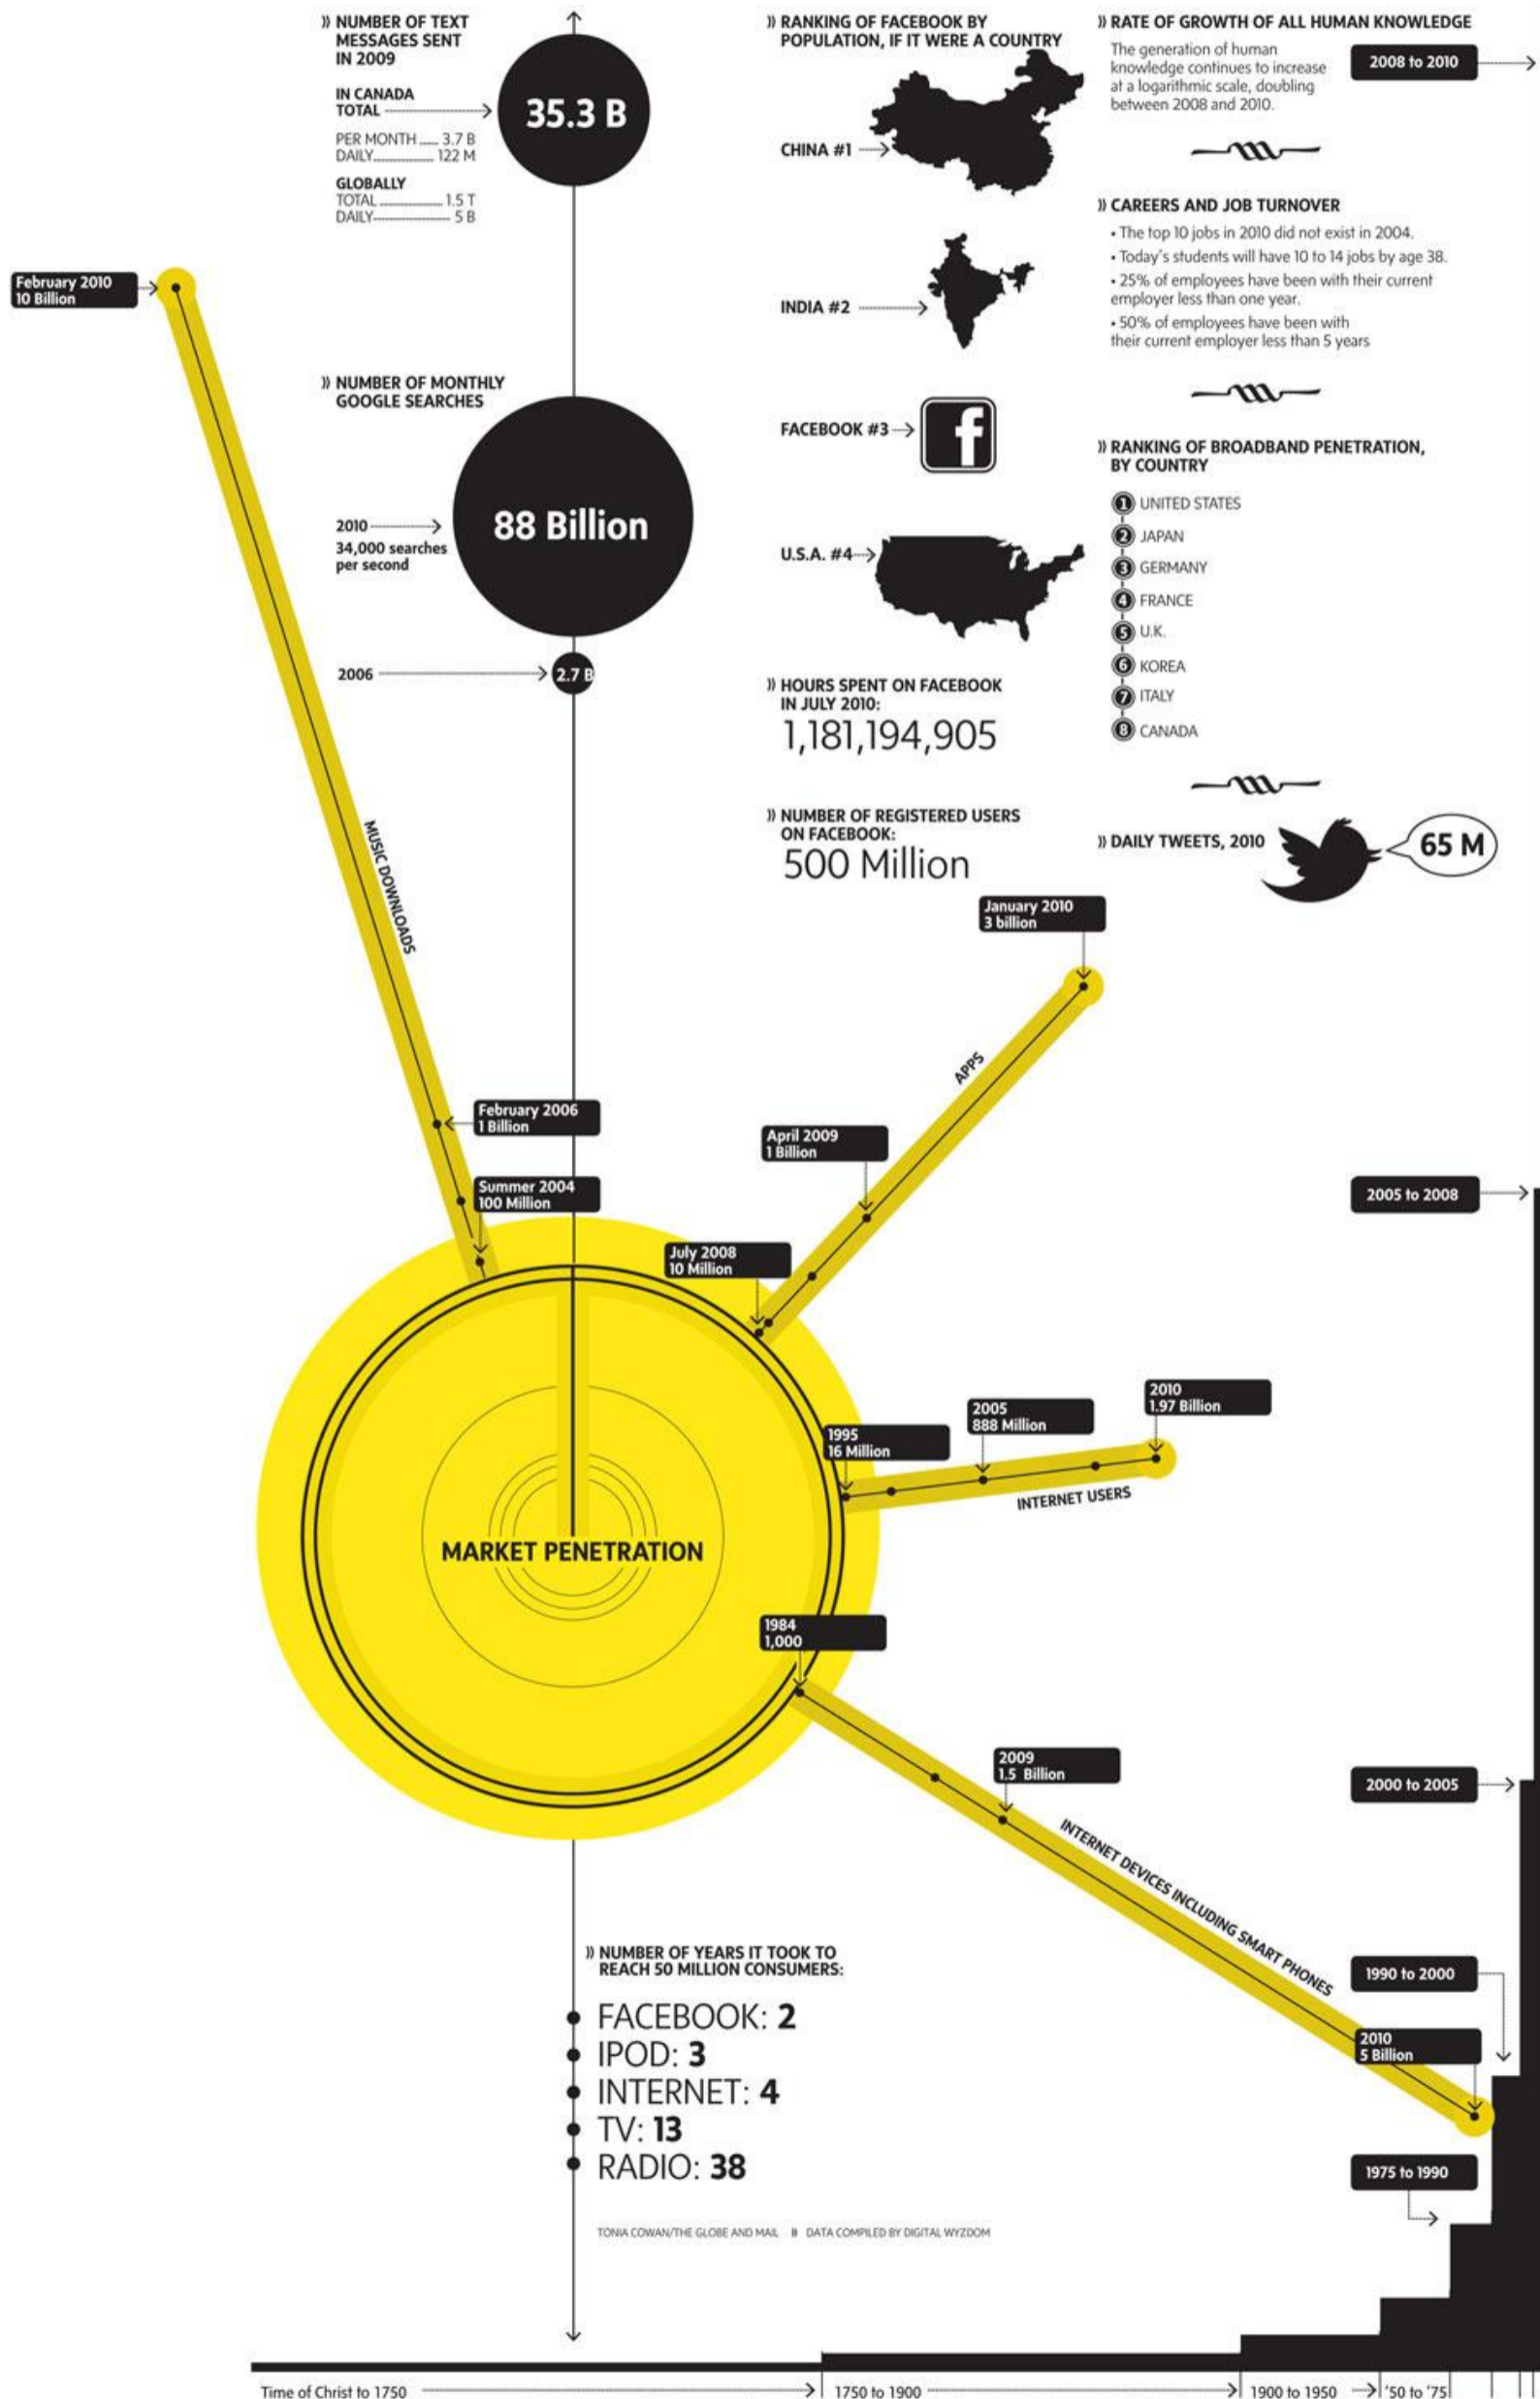 » NUMBER OF TEXT
MESSAGES SENT
IN 2009
IN CANADA
TOTAL
PER MONTH ..... 3.7 B
DAILY................ 122 M
GLOBALLY
TOTAL ................ 1.5 T
DAILY................... 5 B
35.3 B
» NUMBER OF MONTHLY
GOOGLE SEARCHES
2010
34,000 searches
per second
88 Billion
2006
2.7 B
» RANKING OF FACEBOOK BY
POPULATION, IF IT WERE A COUNTRY
CHINA #1
INDIA #2
FACEBOOK #3
f
U.S.A. #4
» HOURS SPENT ON FACEBOOK
IN JULY 2010:
1,181,194,905
» NUMBER OF REGISTERED USERS
ON FACEBOOK:
500 Million
» RATE OF GROWTH OF ALL HUMAN KNOWLEDGE
The generation of human
knowledge continues to increase
at a logarithmic scale, doubling
between 2008 and 2010.
2008 to 2010
» CAREERS AND JOB TURNOVER
• The top 10 jobs in 2010 did not exist in 2004.
• Today's students will have 10 to 14 jobs by age 38.
• 25% of employees have been with their current
employer less than one year.
• 50% of employees have been with
their current employer less than 5 years
» RANKING OF BROADBAND PENETRATION,
BY COUNTRY
1 UNITED STATES
2 JAPAN
3 GERMANY
4 FRANCE
5 U.K.
6 KOREA
7 ITALY
8 CANADA
» DAILY TWEETS, 2010
65 M
February 2010
10 Billion
MUSIC DOWNLOADS
February 2006
1 Billion
Summer 2004
100 Million
January 2010
3 billion
APPS
April 2009
1 Billion
July 2008
10 Million
2010
1.97 Billion
2005
888 Million
1995
16 Million
INTERNET USERS
MARKET PENETRATION
1984
1,000
2009
1.5 Billion
INTERNET DEVICES INCLUDING SMART PHONES
2010
5 Billion
2005 to 2008
2000 to 2005
1990 to 2000
1975 to 1990
» NUMBER OF YEARS IT TOOK TO
REACH 50 MILLION CONSUMERS:
FACEBOOK: 2
IPOD: 3
INTERNET: 4
TV: 13
RADIO: 38
TONIA COWAN/THE GLOBE AND MAIL » DATA COMPILED BY DIGITAL WYZDOM
Time of Christ to 1750
1750 to 1900
1900 to 1950
'50 to '75